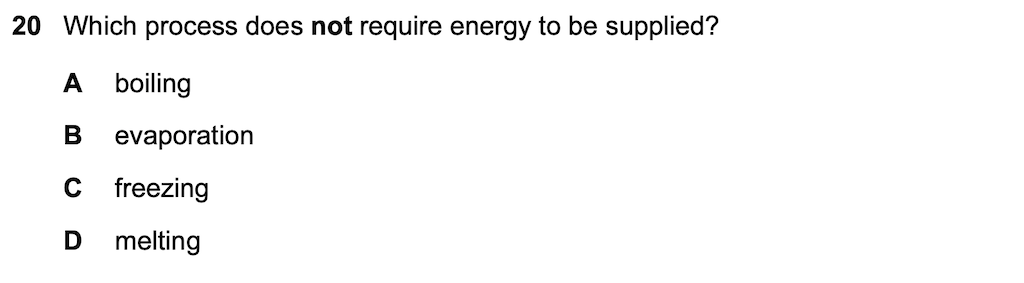 20 Which process does not require energy to be supplied?
A boiling
B evaporation
C freezing
D melting